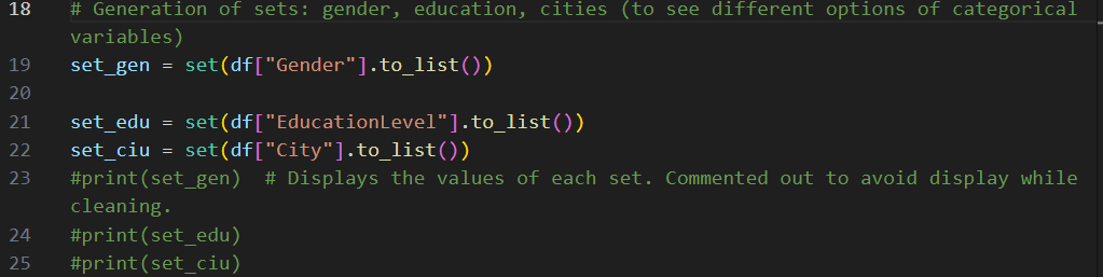 18 # Generation of sets: gender, education, cities (to see different options of categorical
variables)
19 set_gen = set(df["Gender"].to_list())
20
21 set_edu = set(df["EducationLevel"].to_list())
22 set_ciu = set(df["City"].to_list())
23 #print(set_gen)  # Displays the values of each set. Commented out to avoid display while
cleaning.
24 #print(set_edu)
25 #print(set_ciu)